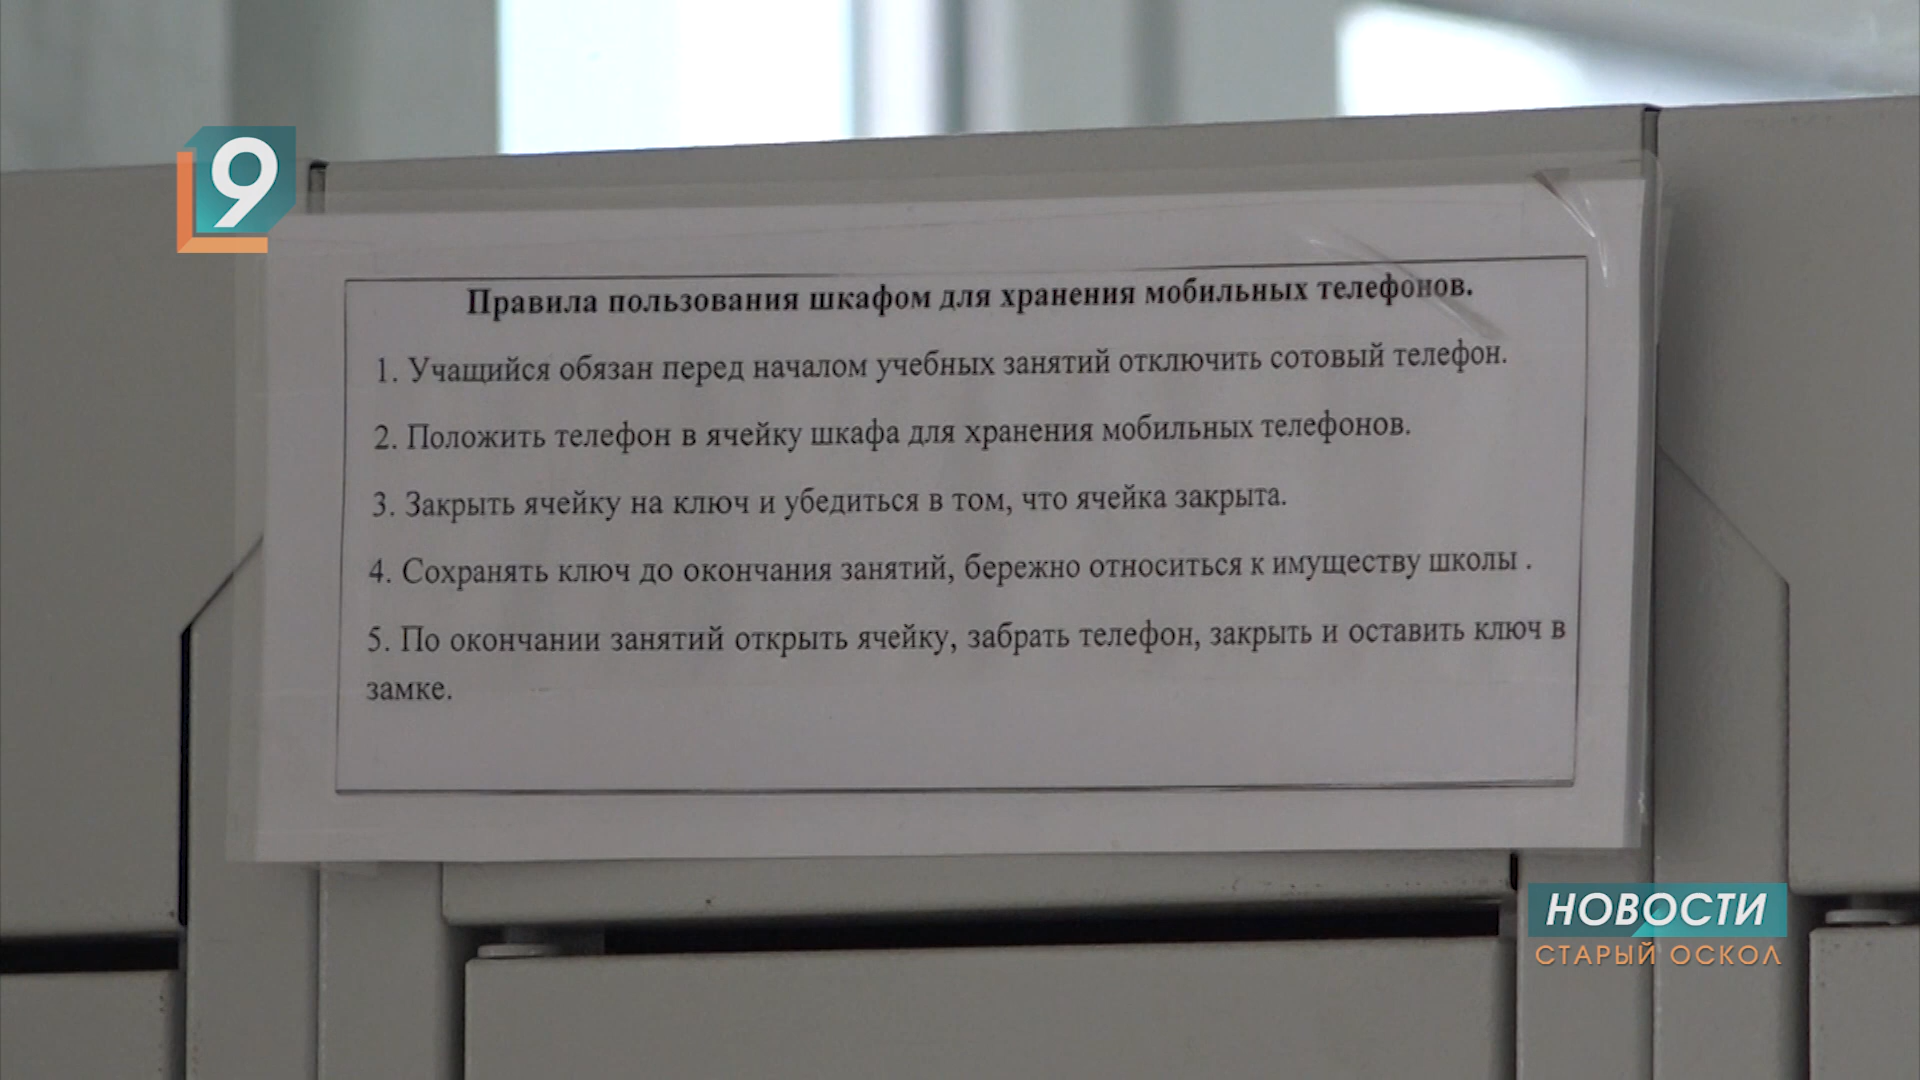 9
Правила пользования шкафом для хранения мобильных телефонов.
1. Учащийся обязан перед началом учебных занятий отключить сотовый телефон.
2. Положить телефон в ячейку шкафа для хранения мобильных телефонов.
3. Закрыть ячейку на ключ и убедиться в том, что ячейка закрыта.
4. Сохранять ключ до окончания занятий, бережно относиться к имуществу школы .
5. По окончании занятий открыть ячейку, забрать телефон, закрыть и оставить ключ в
замке.
НОВОСТИ
СТАРЫЙ ОСКОЛ